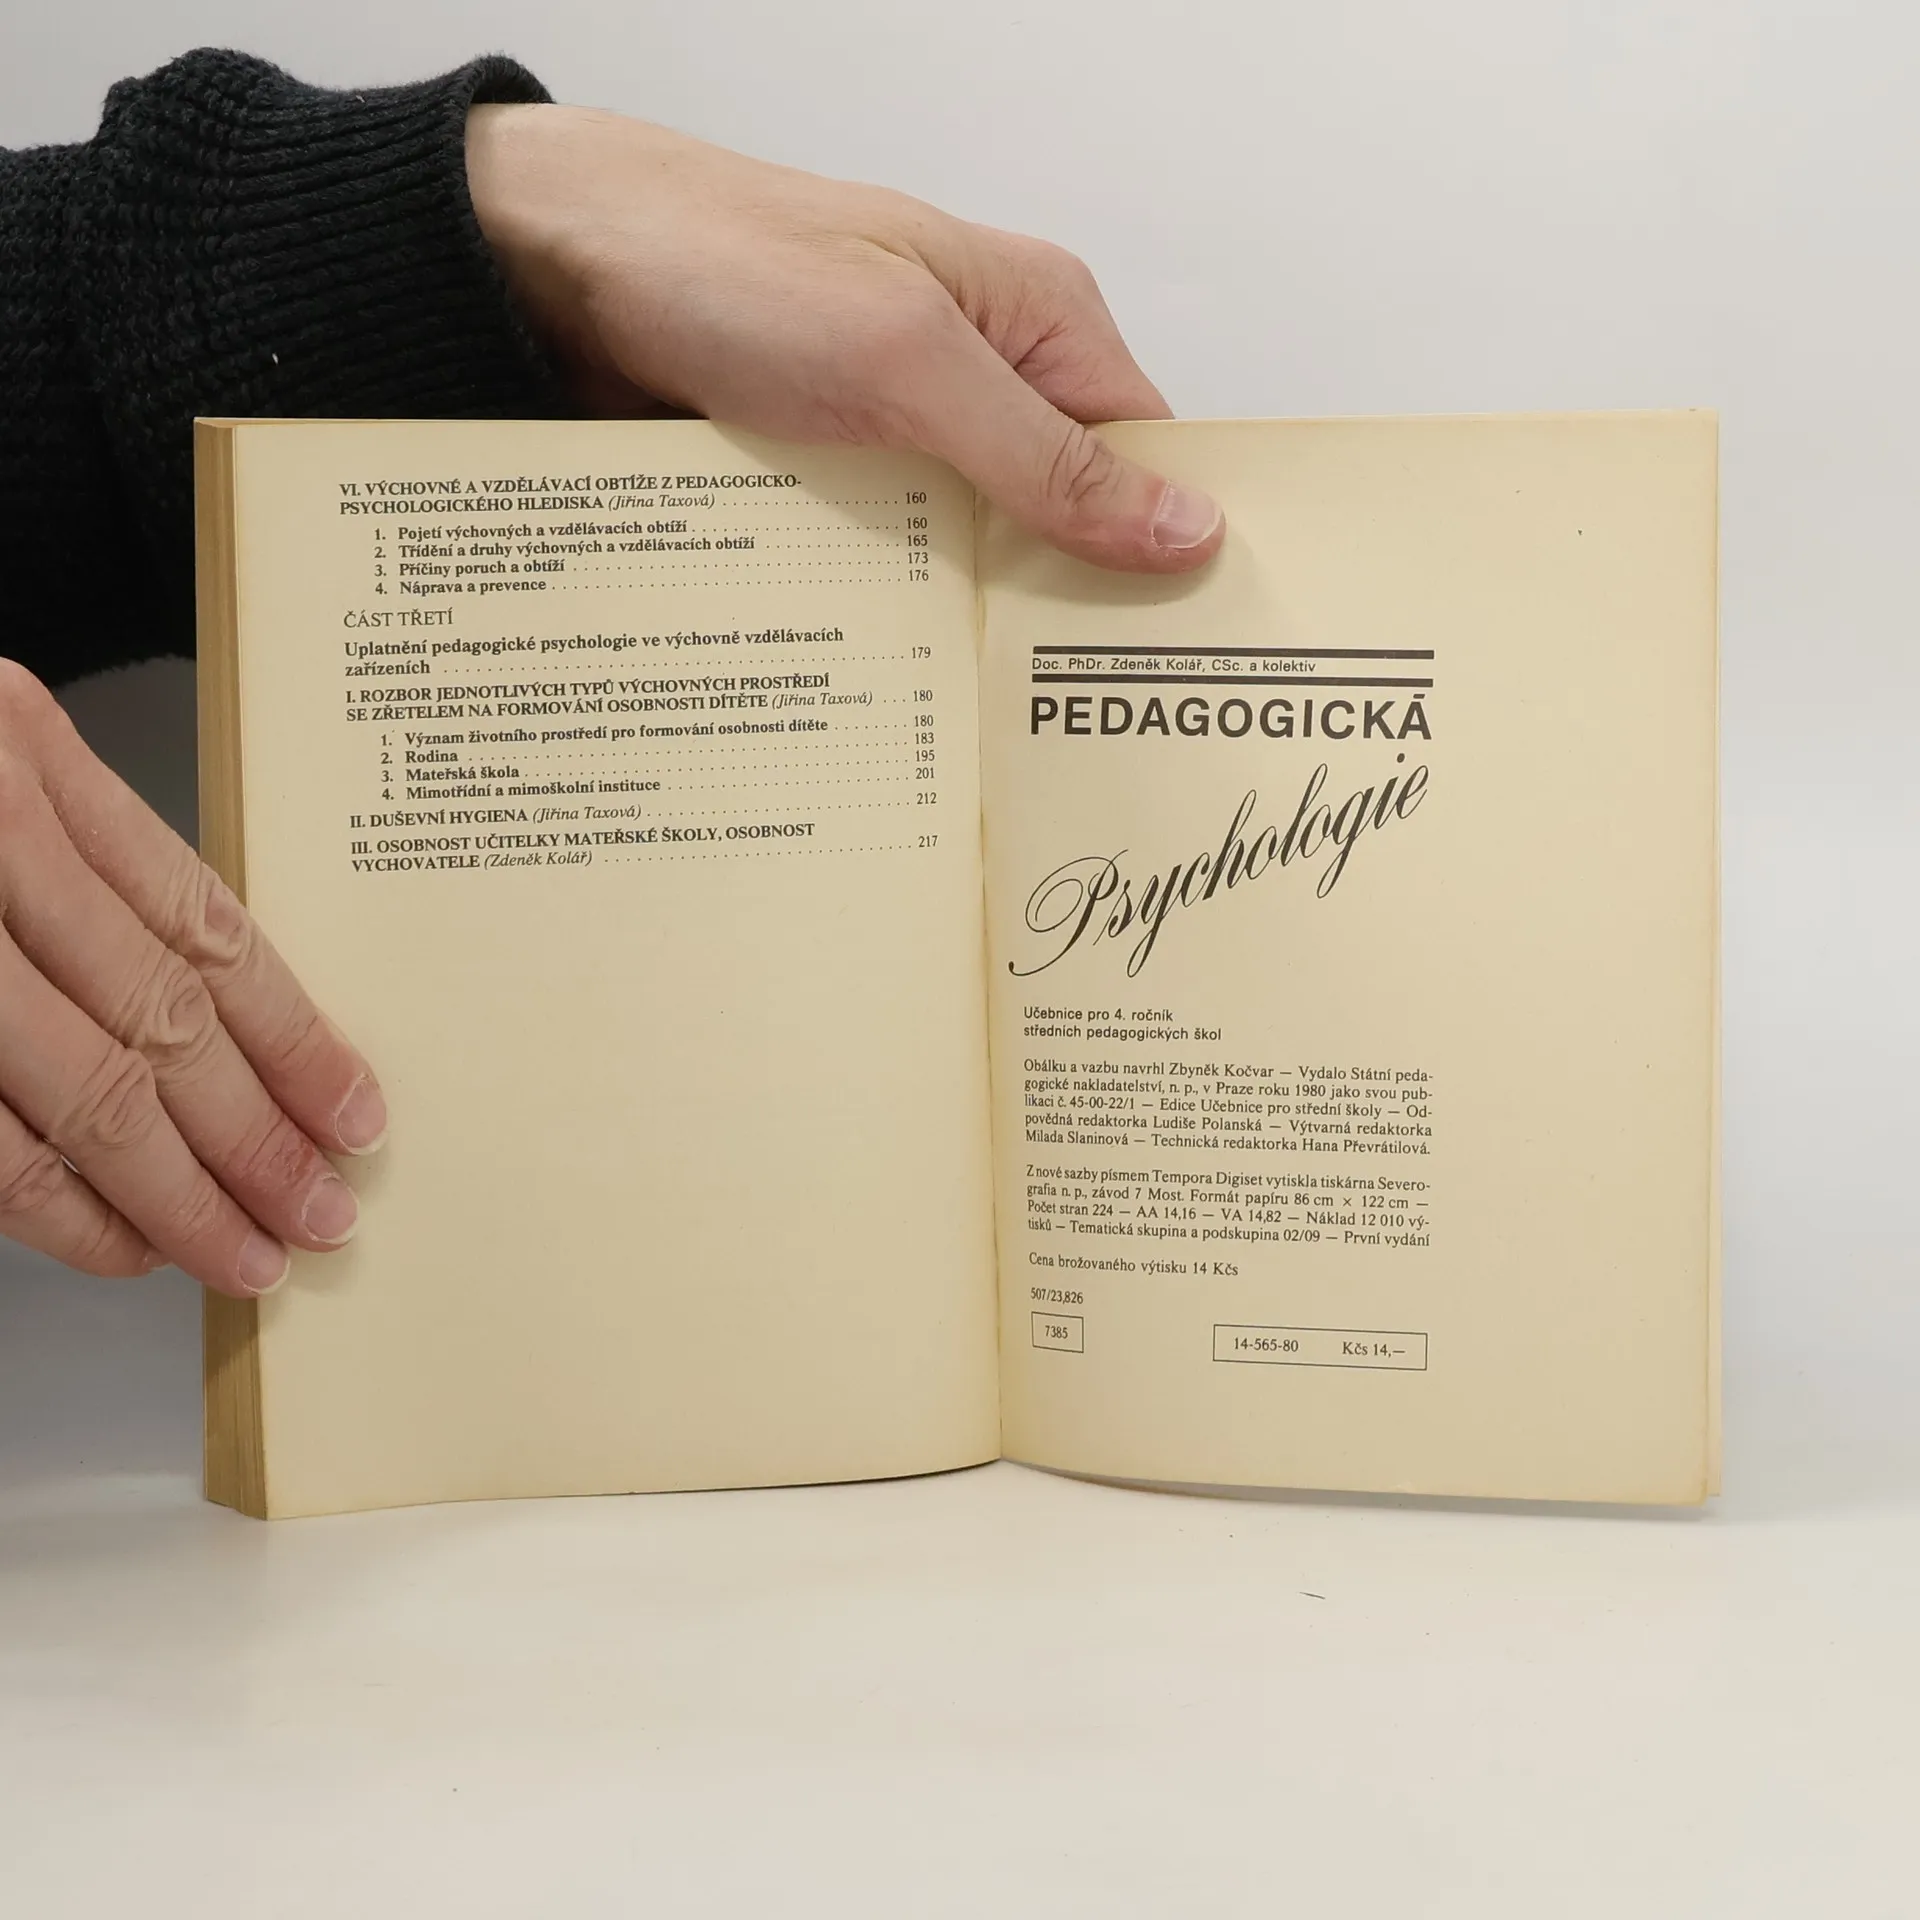 VI. VÝCHOVNÉ A VZDĚLÁVACÍ OBTÍŽE Z PEDAGOGICKO-
PSYCHOLOGICKÉHO HLEDISKA (Jiřina Taxová) . . . . . . . . . . . . . . . . . . 160
1. Pojetí výchovných a vzdělávacích obtíží . . . . . . . . . . . . . . . . . . . . . 160
2. Třídění a druhy výchovných a vzdělávacích obtíží . . . . . . . . . . . . . . 165
3. Příčiny poruch a obtíží . . . . . . . . . . . . . . . . . . . . . . . . . . . . . . . . . 173
4. Náprava a prevence . . . . . . . . . . . . . . . . . . . . . . . . . . . . . . . . . . . 176
ČÁST TŘETÍ
Uplatnění pedagogické psychologie ve výchovně vzdělávacích
zařízeních . . . . . . . . . . . . . . . . . . . . . . . . . . . . . . . . . . . . . . . . . . . . . . 179
I. ROZBOR JEDNOTLIVÝCH TYPŮ VÝCHOVNÝCH PROSTŘEDÍ
SE ZŘETELEM NA FORMOVÁNÍ OSOBNOSTI DÍTĚTE (Jiřina Taxová) . . . 180
1. Význam životního prostředí pro formování osobnosti dítěte . . . . . . . . 180
2. Rodina . . . . . . . . . . . . . . . . . . . . . . . . . . . . . . . . . . . . . . . . . . . . 183
3. Mateřská škola . . . . . . . . . . . . . . . . . . . . . . . . . . . . . . . . . . . . . . 195
4. Mimotřídní a mimoškolní instituce . . . . . . . . . . . . . . . . . . . . . . . . 201
II. DUŠEVNÍ HYGIENA (Jiřina Taxová) . . . . . . . . . . . . . . . . . . . . . . . . . . 212
III. OSOBNOST UČITELKY MATEŘSKÉ ŠKOLY, OSOBNOST
VYCHOVATELE (Zdeněk Kolář) . . . . . . . . . . . . . . . . . . . . . . . . . . . . . . 217
Doc. PhDr. Zdeněk Kolář, CSc. a kolektiv
PEDAGOGICKÁ
Psychologie
Učebnice pro 4. ročník
středních pedagogických škol
Obálku a vazbu navrhl Zbyněk Kočvar — Vydalo Státní peda-
gogické nakladatelství, n. p., v Praze roku 1980 jako svou pub-
likaci č. 45-00-22/1 — Edice Učebnice pro střední školy — Od-
povědná redaktorka Ludiše Polanská — Výtvarná redaktorka
Milada Slaninová — Technická redaktorka Hana Převrátilová.
Z nové sazby písmem Tempora Digiset vytiskla tiskárna Severo-
grafia n. p., závod 7 Most. Formát papíru 86 cm × 122 cm —
Počet stran 224 — AA 14,16 — VA 14,82 — Náklad 12 010 vý-
tisků — Tematická skupina a podskupina 02/09 — První vydání
Cena brožovaného výtisku 14 Kčs
507/23,826
7385
14-565-80 Kčs 14,—